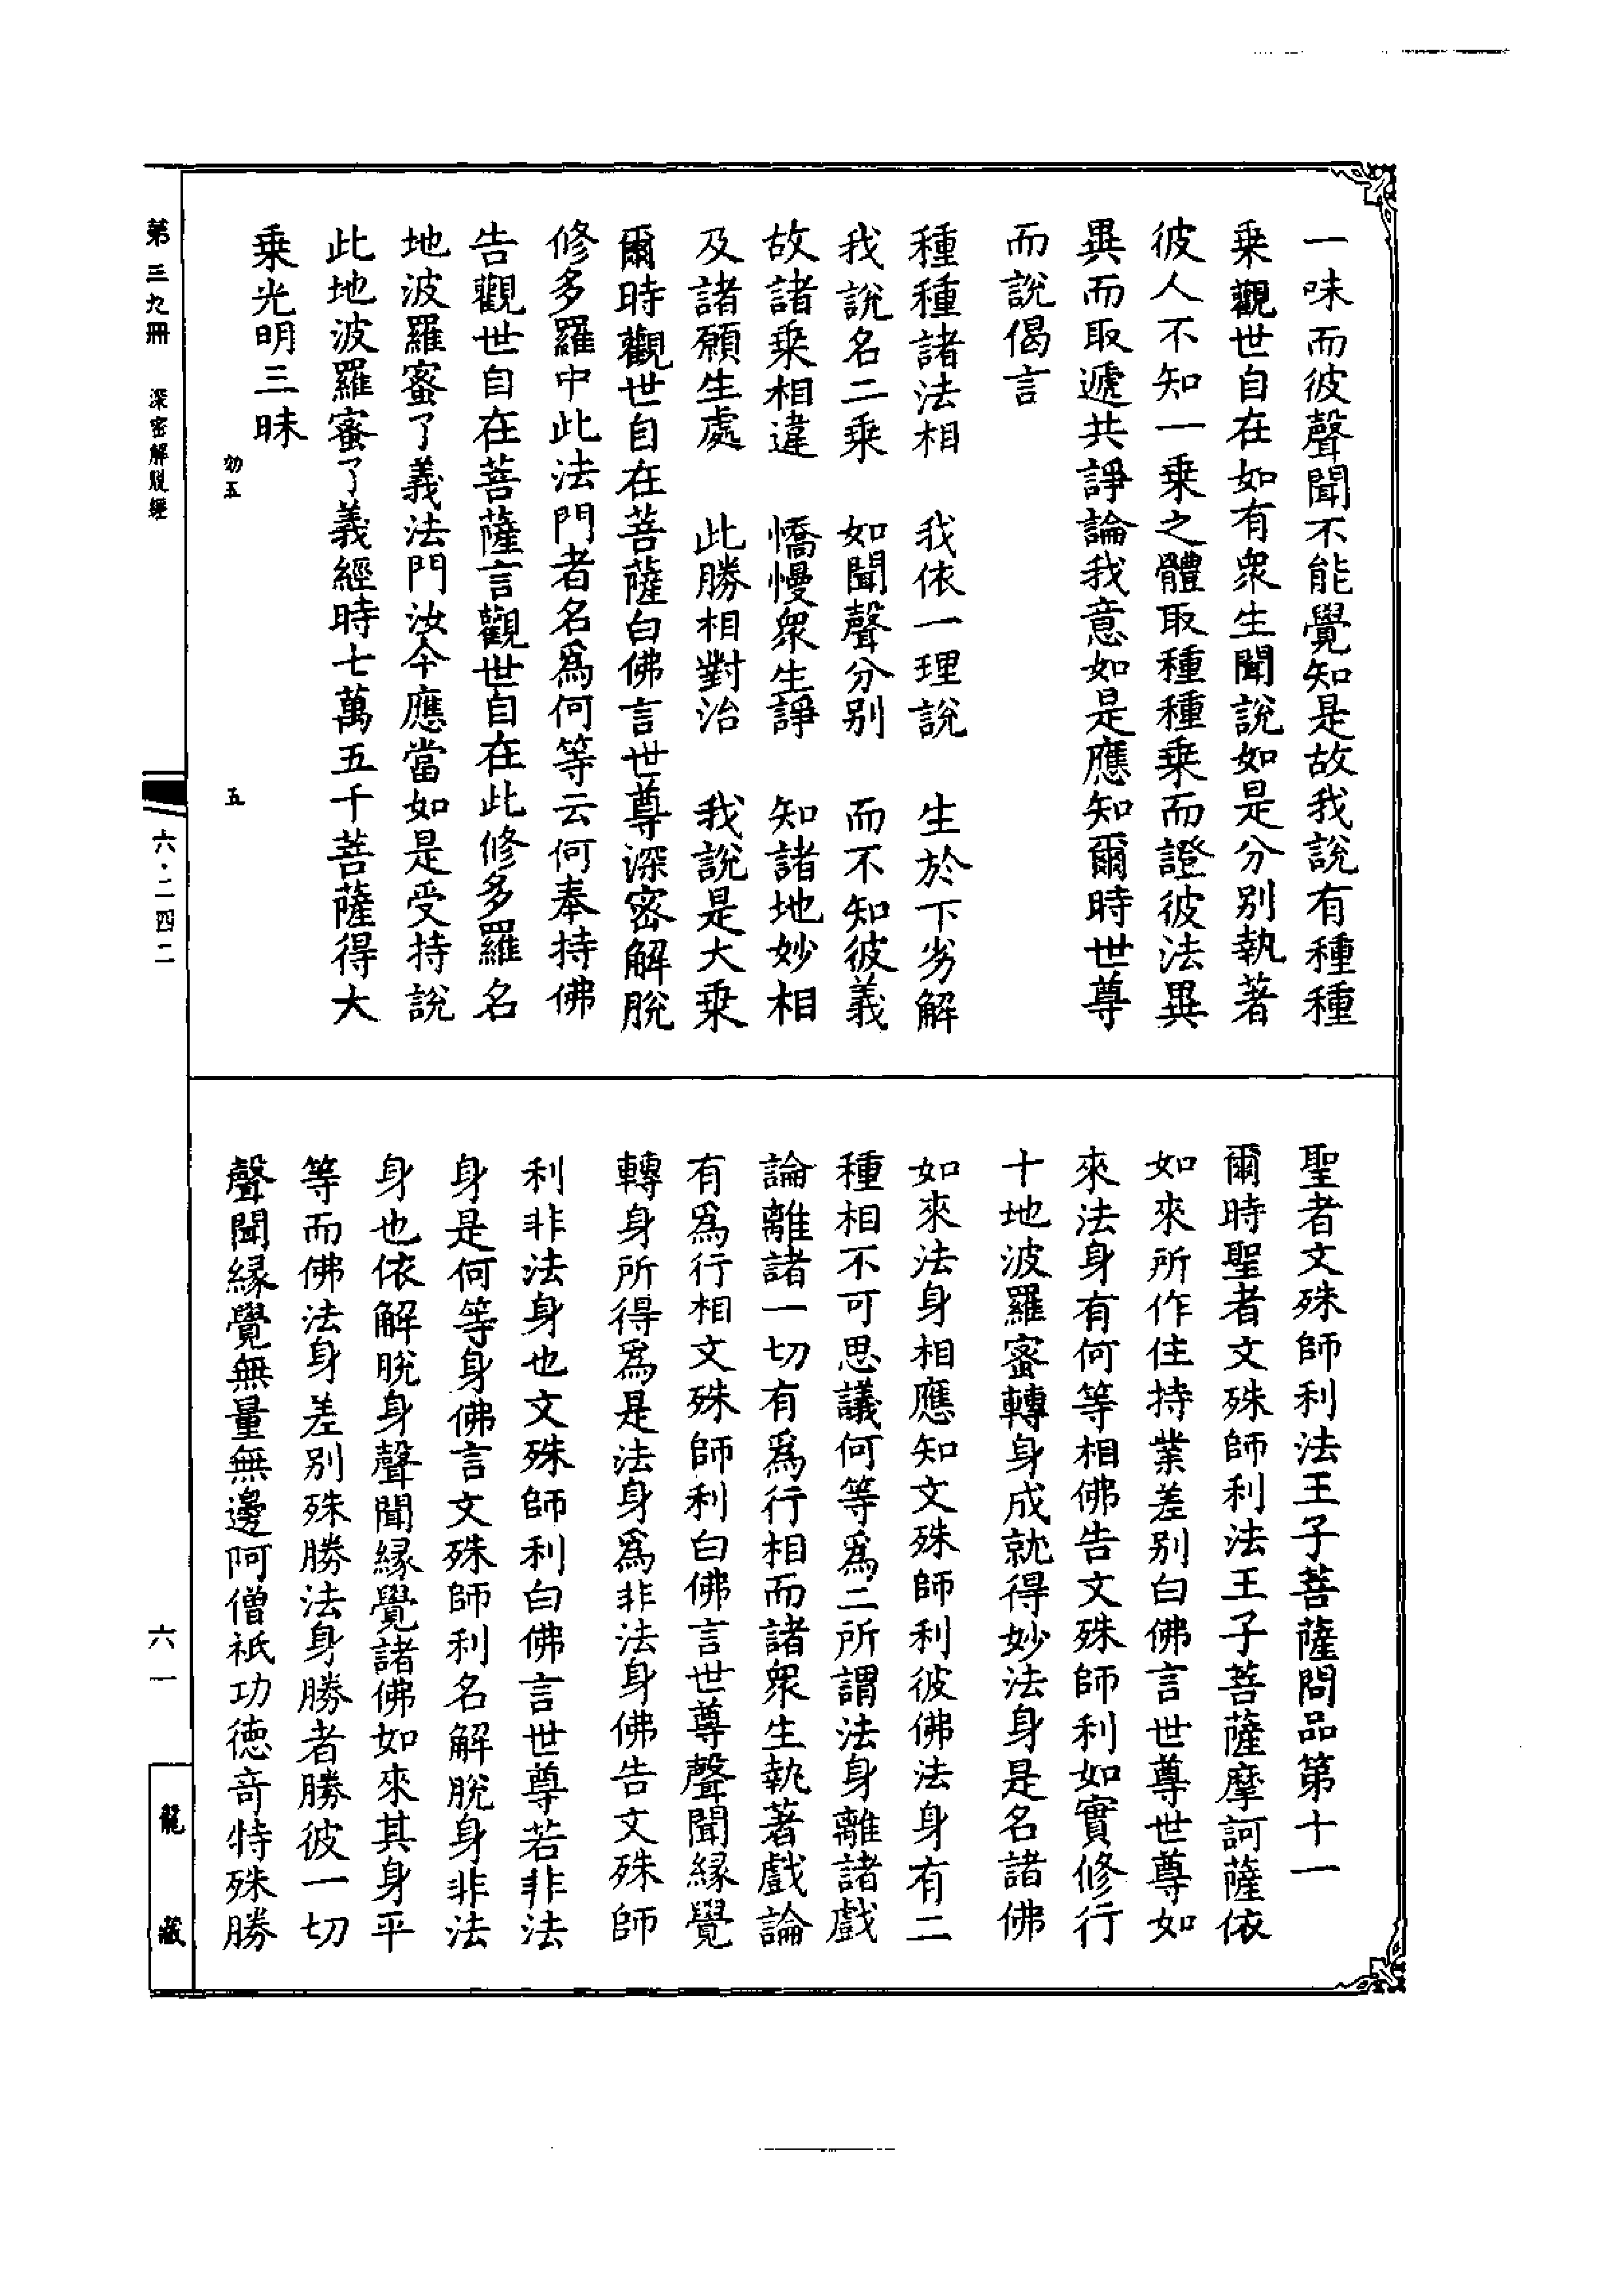 一味而彼聲聞不能覺知是故我說有種種
乗觀世自在如有衆生聞說如是分别執著
彼人不知一乗之體取種種乗而證彼法異
異而取遞共諍論我意如是應知爾時世尊
而說偈言
種種諸法相　我依一理說　生於下劣解
我說名二乗　如聞聲分别　而不知彼義
故諸乗相違　憍慢衆生諍　知諸地妙相
及諸願生處　此勝相對治　我說是大乗
爾時觀世自在菩薩白佛言世尊深密解脫
修多羅中此法門者名爲何等云何奉持佛
告觀世自在菩薩言觀世自在此修多羅名
地波羅蜜了義法門汝今應當如是受持說
此地波羅蜜了義經時七萬五千菩薩得大
乗光明三昧
効五　五
聖者文殊師利法王子菩薩問品第十一
爾時聖者文殊師利法王子菩薩摩訶薩依
如來所作住持業差别白佛言世尊世尊如
來法身有何等相佛告文殊師利如實修行
十地波羅蜜轉身成就得妙法身是名諸佛
如來法身相應知文殊師利彼佛法身有二
種相不可思議何等爲二所謂法身離諸戲
論離諸一切有爲行相而諸衆生執著戲論
有爲行相文殊師利白佛言世尊聲聞縁覺
轉身所得爲是法身爲非法身佛告文殊師
利非法身也文殊師利白佛言世尊若非法
身是何等身佛言文殊師利名解脫身非法
身也依解脫身聲聞縁覺諸佛如來其身平
等而佛法身差别殊勝法身勝者勝彼一切
聲聞縁覺無量無邊阿僧祇功徳竒特殊勝
第三九冊　深密解脫經
六·二四二
六一
龍藏